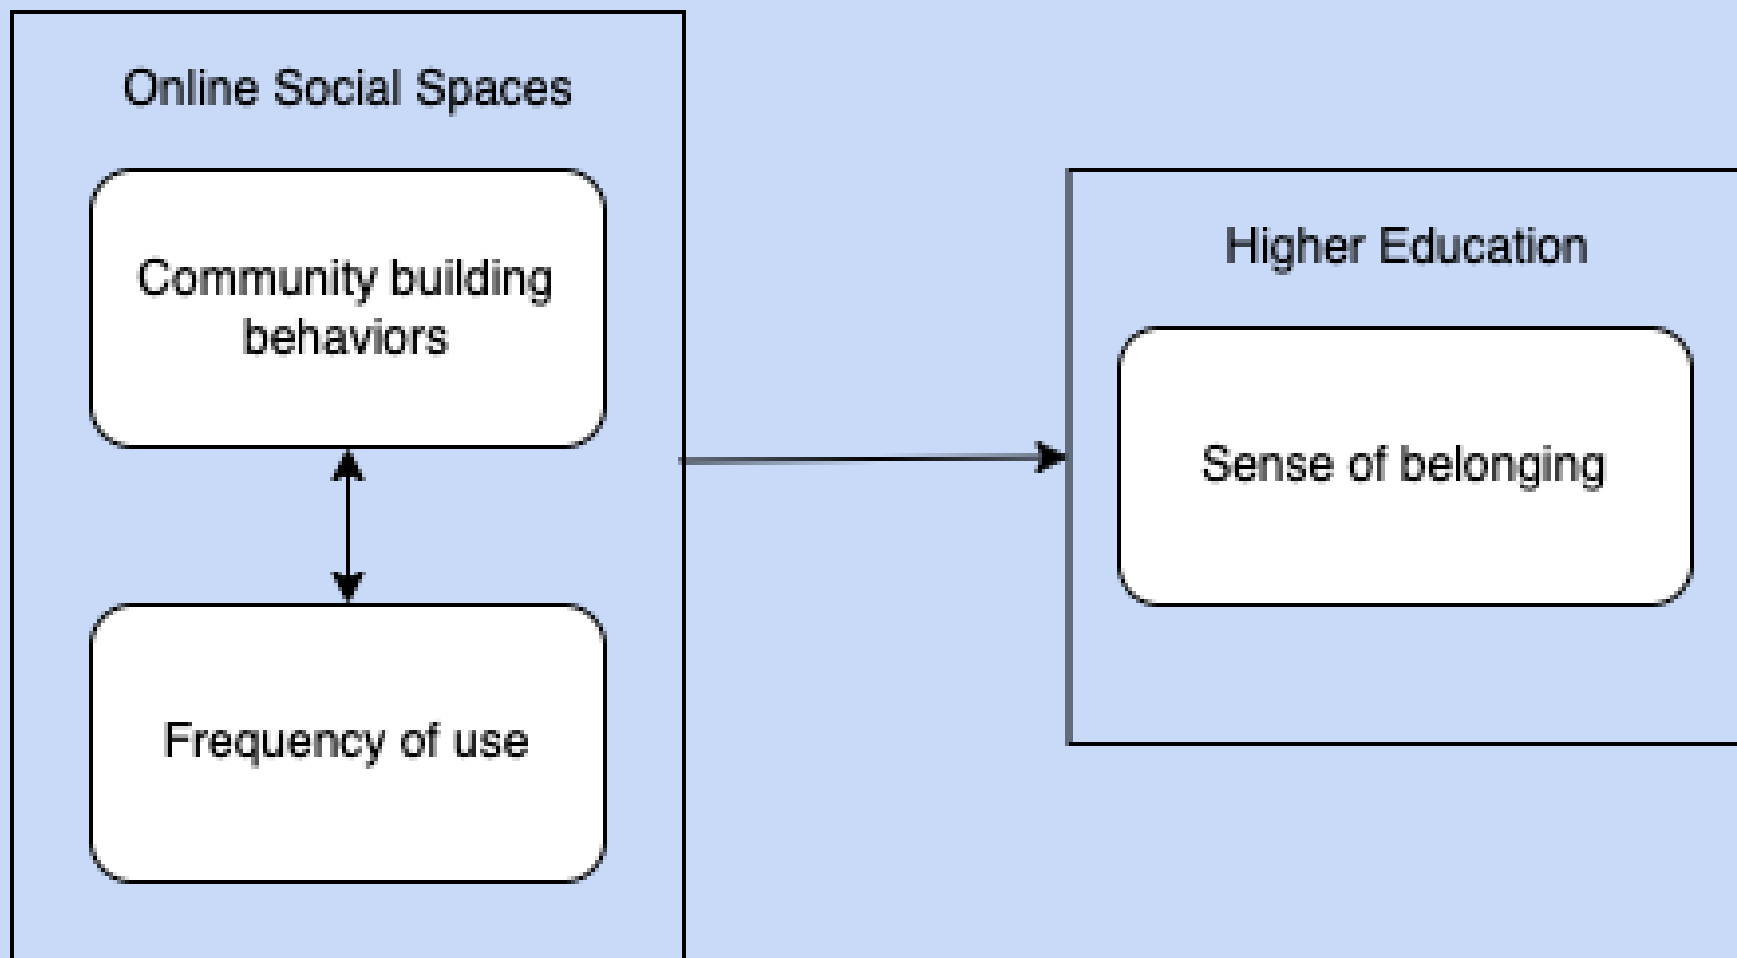 Online Social Spaces
Community building
behaviors
Frequency of use
Higher Education
Sense of belonging